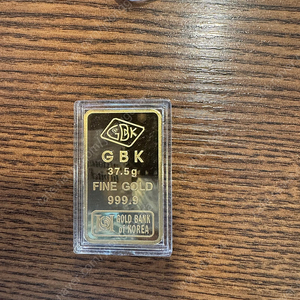 GBK
GBK
37.5g
FINE GOLD
999.9
GOLD BANK
of KOREA